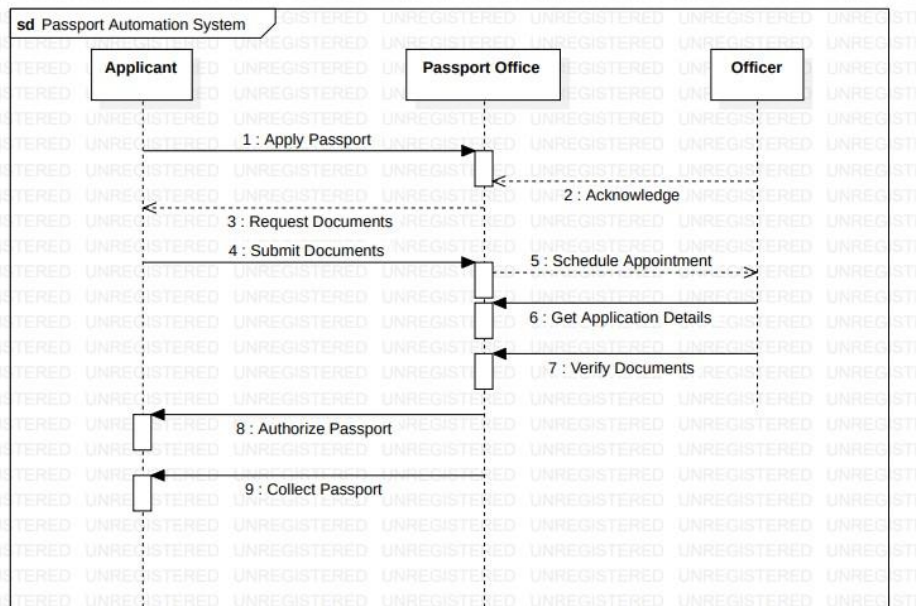 sd Passport Automation System
Applicant
Passport Office
Officer
1 : Apply Passport
2 : Acknowledge
3 : Request Documents
4 : Submit Documents
5 : Schedule Appointment
6 : Get Application Details
7 : Verify Documents
8 : Authorize Passport
9 : Collect Passport
UNREGISTERED